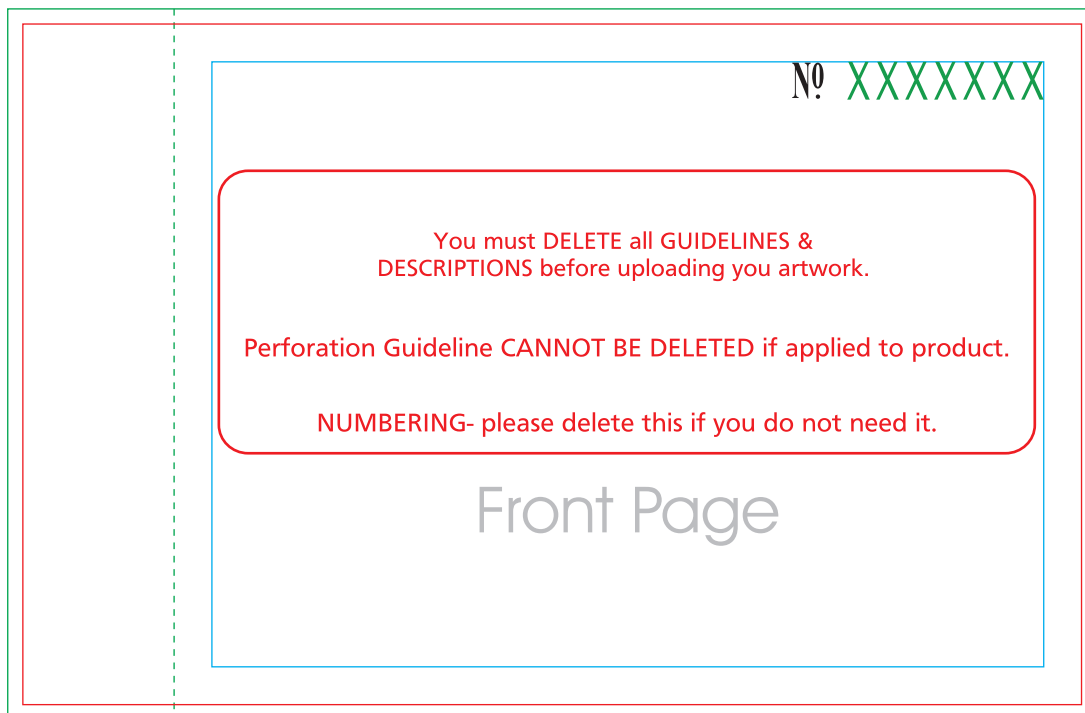 Nº XXXXXXX
You must DELETE all GUIDELINES &
DESCRIPTIONS before uploading you artwork.
Perforation Guideline CANNOT BE DELETED if applied to product.
NUMBERING- please delete this if you do not need it.
Front Page